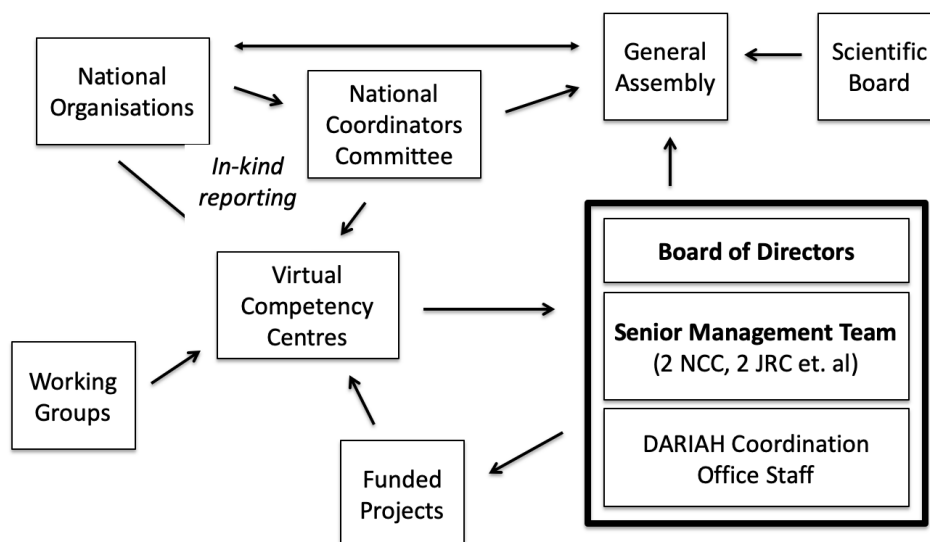 National
Organisations
National
Coordinators
Committee
General
Assembly
Scientific
Board
In-kind
reporting
Board of Directors
Virtual
Competency
Centres
Senior Management Team
(2 NCC, 2 JRC et. al)
Working
Groups
DARIAH Coordination
Office Staff
Funded
Projects